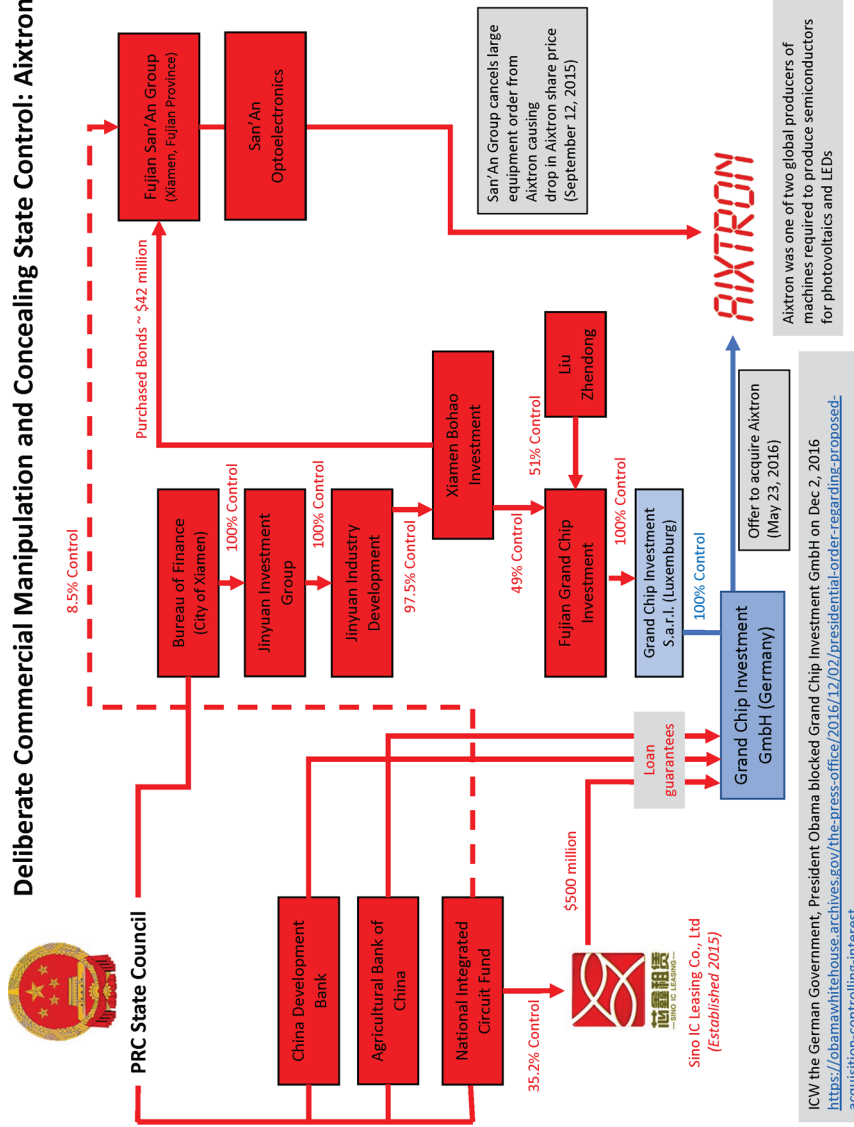 Deliberate Commercial Manipulation and Concealing State Control: Aixtron
PRC State Council
8.5% Control
Fujian San'An Group
(Xiamen, Fujian Province)
San'An
Optoelectronics
Purchased Bonds ~ $42 million
Bureau of Finance
(City of Xiamen)
100% Control
Jinyuan Investment
Group
100% Control
Jinyuan Industry
Development
97.5% Control
Xiamen Bohao
Investment
China Development
Bank
Agricultural Bank of
China
National Integrated
Circuit Fund
35.2% Control
芯鑫租赁
—SINO IC LEASING—
Sino IC Leasing Co., Ltd
(Established 2015)
$500 million
Loan
guarantees
49% Control
51% Control
Liu
Zhendong
Fujian Grand Chip
Investment
100% Control
Grand Chip Investment
S.a.r.l. (Luxemburg)
100% Control
Grand Chip Investment
GmbH (Germany)
Offer to acquire Aixtron
(May 23, 2016)
San'An Group cancels large
equipment order from
Aixtron causing
drop in Aixtron share price
(September 12, 2015)
AIXTRON
Aixtron was one of two global producers of
machines required to produce semiconductors
for photovoltaics and LEDs
ICW the German Government, President Obama blocked Grand Chip Investment GmbH on Dec 2, 2016
https://obamawhitehouse.archives.gov/the-press-office/2016/12/02/presidential-order-regarding-proposed-
acquisition-controlling-interest